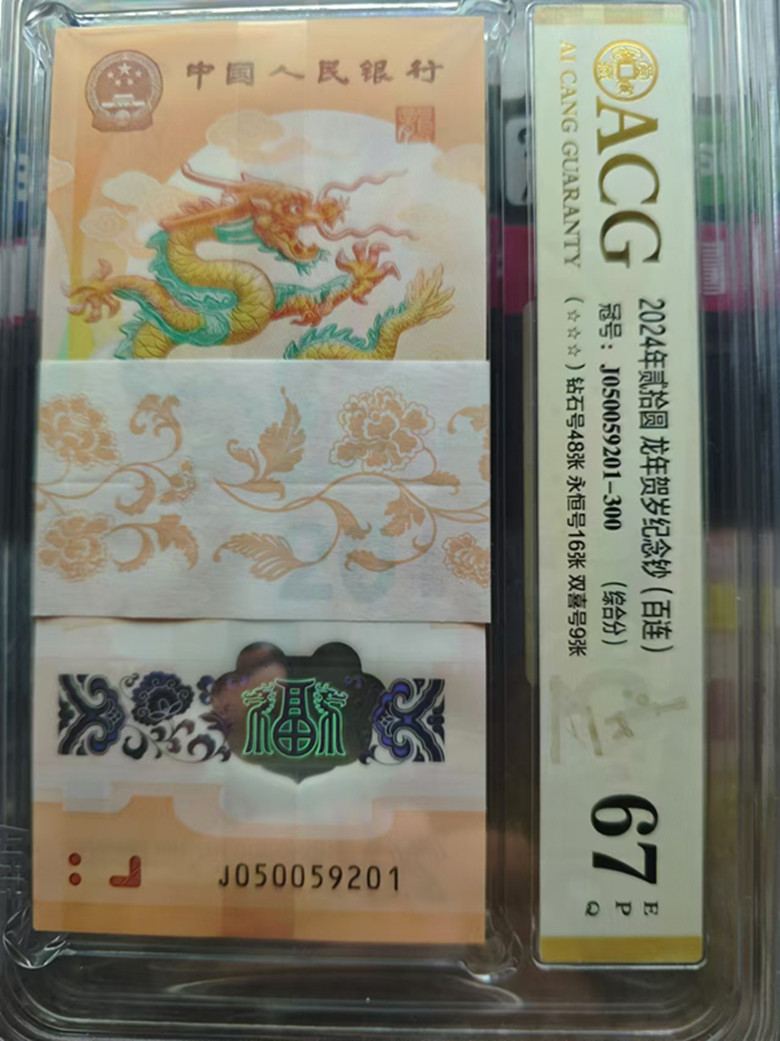 中国人民银行
福
J050059201
ACG
AI CANG GUARANTY
2024年贰拾圆 龙年贺岁纪念钞（百连）
冠号：J050059201-300 （综合分）
（☆☆☆）钻石号48张 永恒号16张 双喜号9张
67
E
P
Q